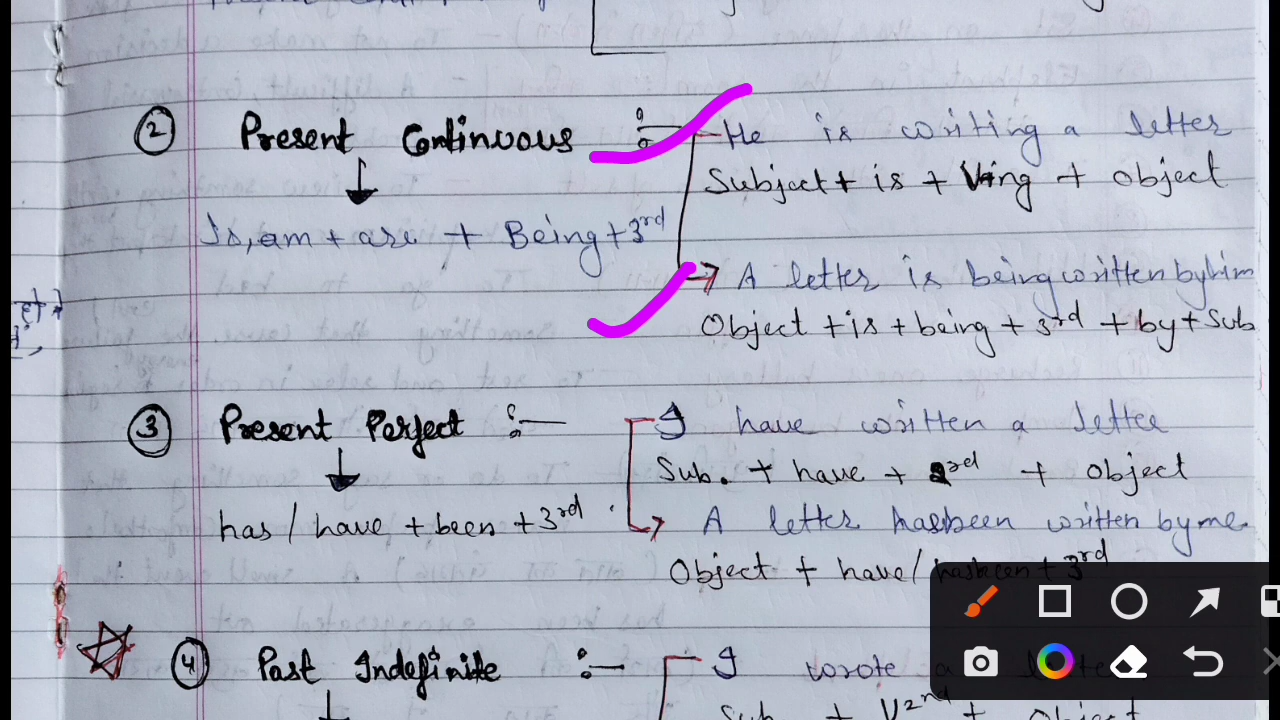 ② Present Continuous :— He is writing a letter
Subject + is + Ving + object
Is, am + are + Being + 3rd
→ A letter is being written by him
Object + is + being + 3rd + by + Sub
③ Present Perfect :— I have written a letter
Sub. + have + 3rd + object
has / have + been + 3rd
→ A letter has been written by me.
Object + have / has been + 3rd
④ Past Indefinite :— I wrote a
Sub + V2nd + Object